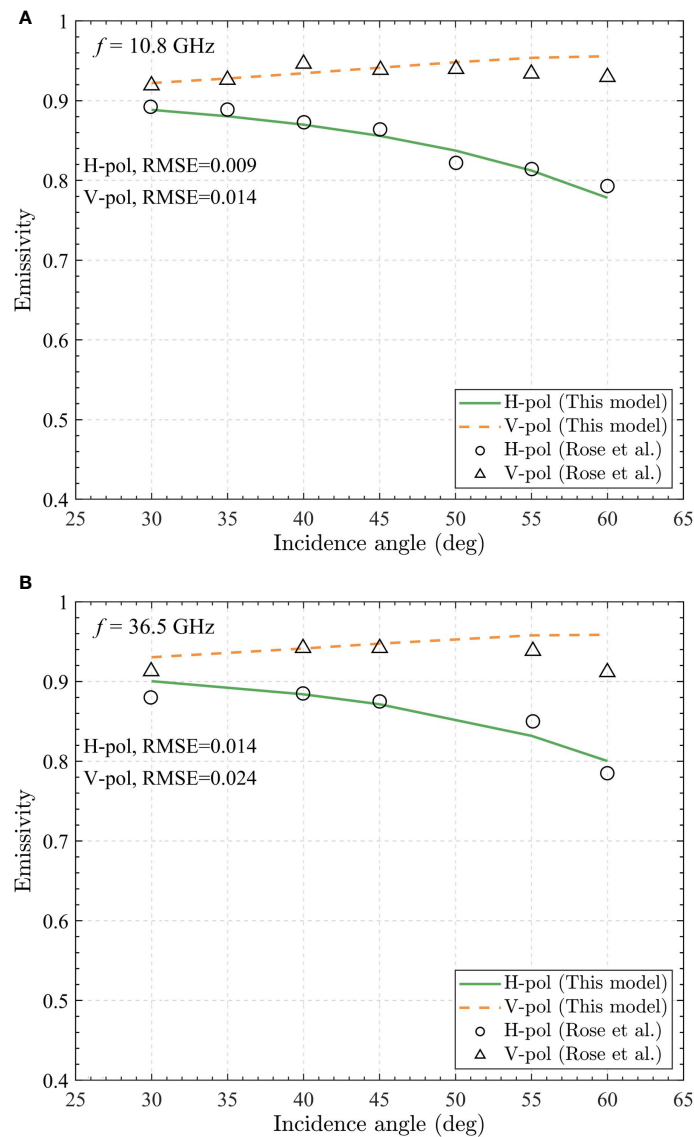 A
f = 10.8 GHz
1
0.9
0.8
0.7
0.6
0.5
0.4
Emissivity
H-pol, RMSE=0.009
V-pol, RMSE=0.014
H-pol (This model)
V-pol (This model)
H-pol (Rose et al.)
V-pol (Rose et al.)
25 30 35 40 45 50 55 60 65
Incidence angle (deg)
B
f = 36.5 GHz
1
0.9
0.8
0.7
0.6
0.5
0.4
Emissivity
H-pol, RMSE=0.014
V-pol, RMSE=0.024
H-pol (This model)
V-pol (This model)
H-pol (Rose et al.)
V-pol (Rose et al.)
25 30 35 40 45 50 55 60 65
Incidence angle (deg)